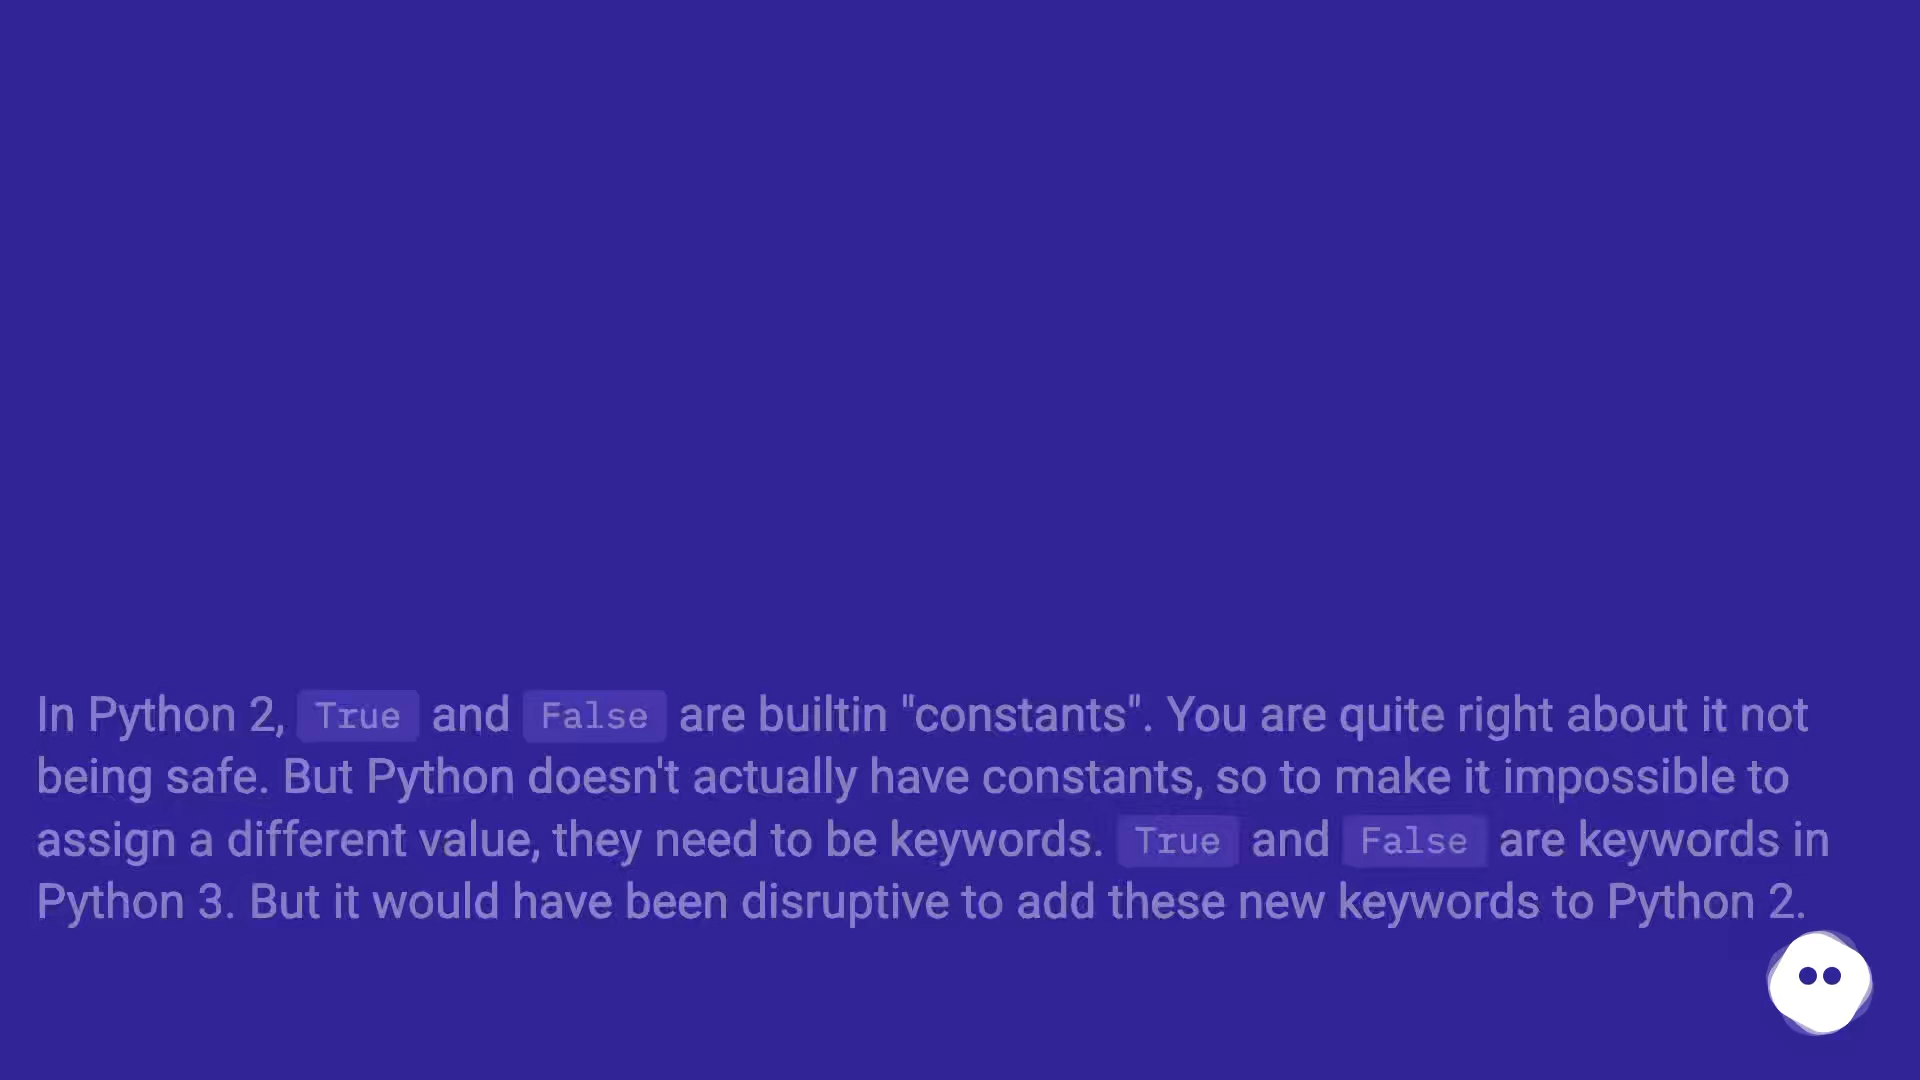 In Python 2, True and False are builtin "constants". You are quite right about it not
being safe. But Python doesn't actually have constants, so to make it impossible to
assign a different value, they need to be keywords. True and False are keywords in
Python 3. But it would have been disruptive to add these new keywords to Python 2.